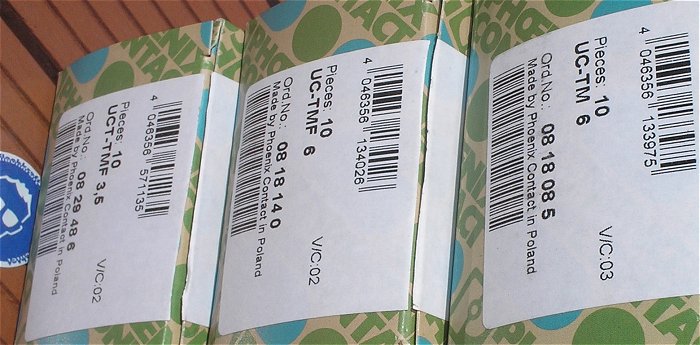 Pieces: 10
UCT-TMF 3,5
4 046356 571135
Ord.No.: 08 29 48 6
Made by Phoenix Contact in Poland
V/C:02
Pieces: 10
UC-TMF 6
4 046356 134026
Ord.No.: 08 18 14 0
Made by Phoenix Contact in Poland
V/C:02
Pieces: 10
UC-TM 6
4 046356 133975
Ord.No.: 08 18 08 5
Made by Phoenix Contact in Poland
V/C:03